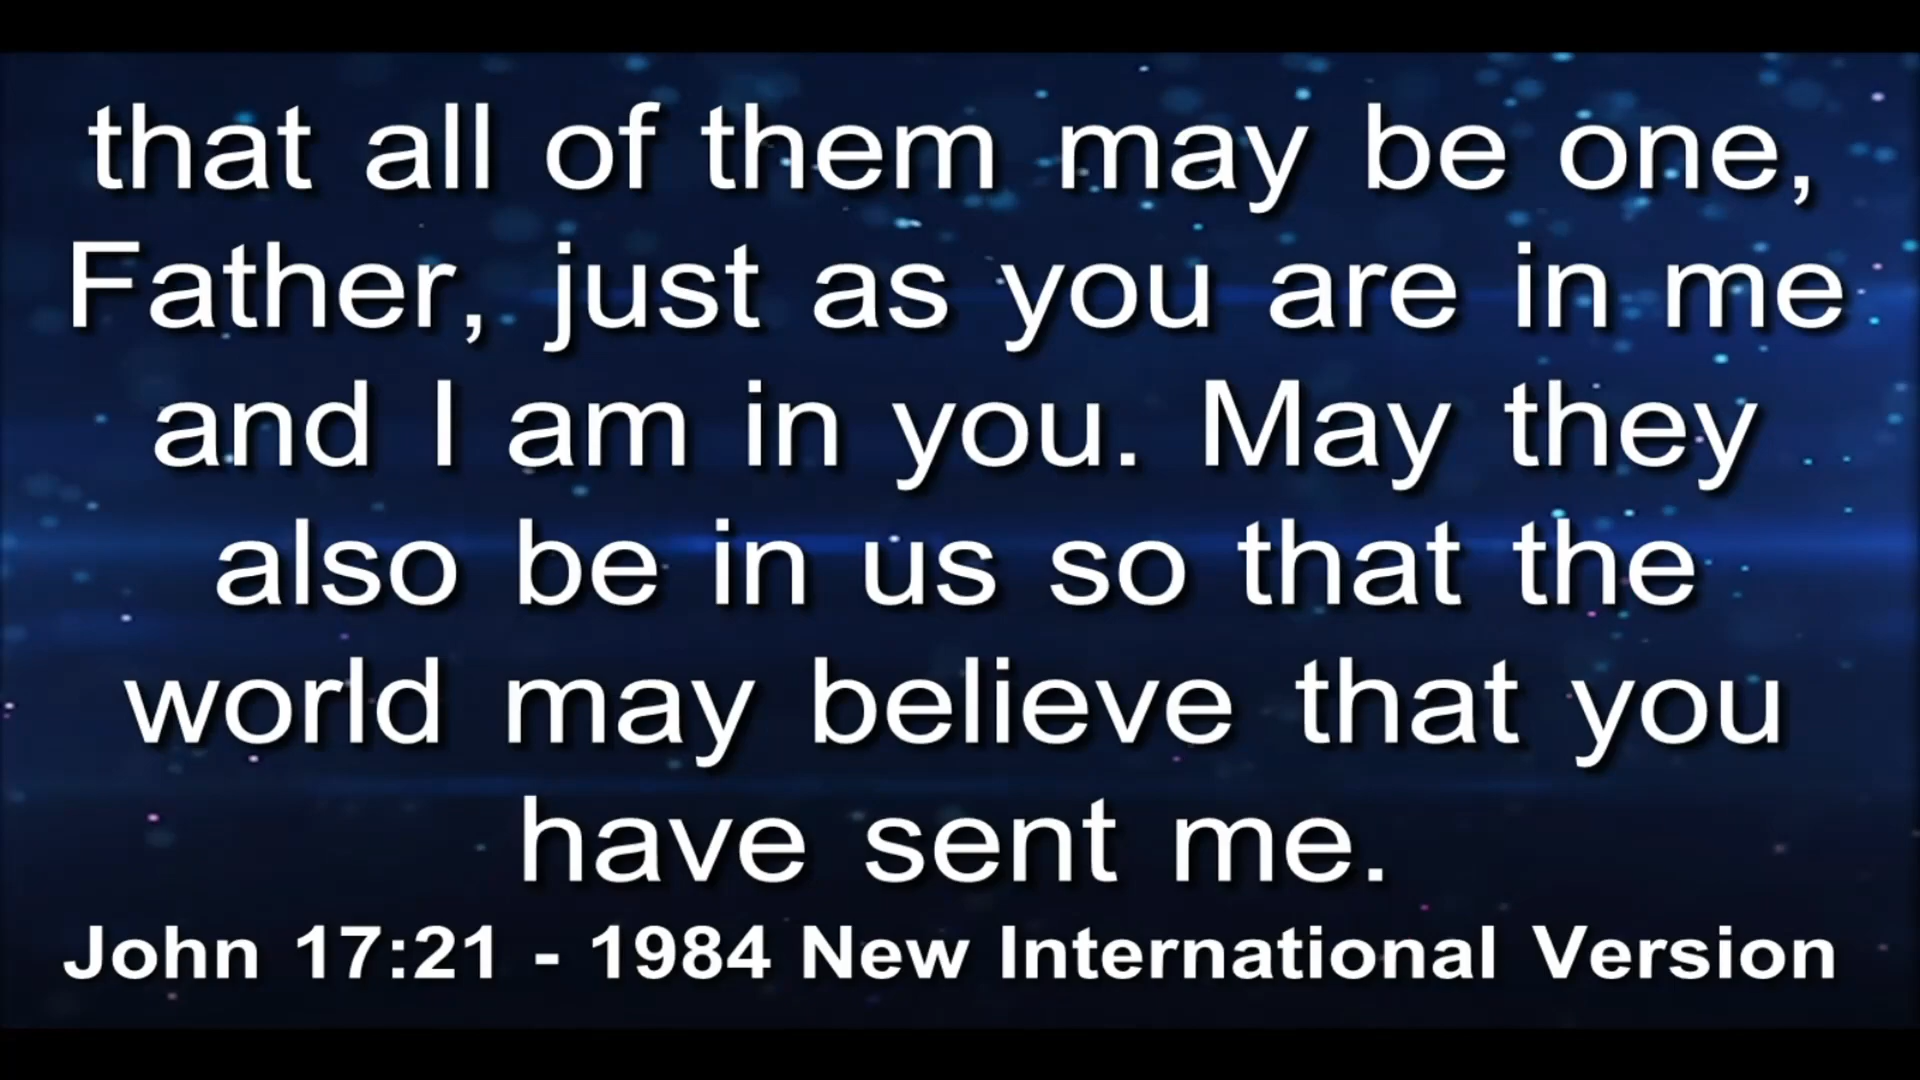 that all of them may be one,
Father, just as you are in me
and I am in you. May they
also be in us so that the
world may believe that you
have sent me.
John 17:21 - 1984 New International Version